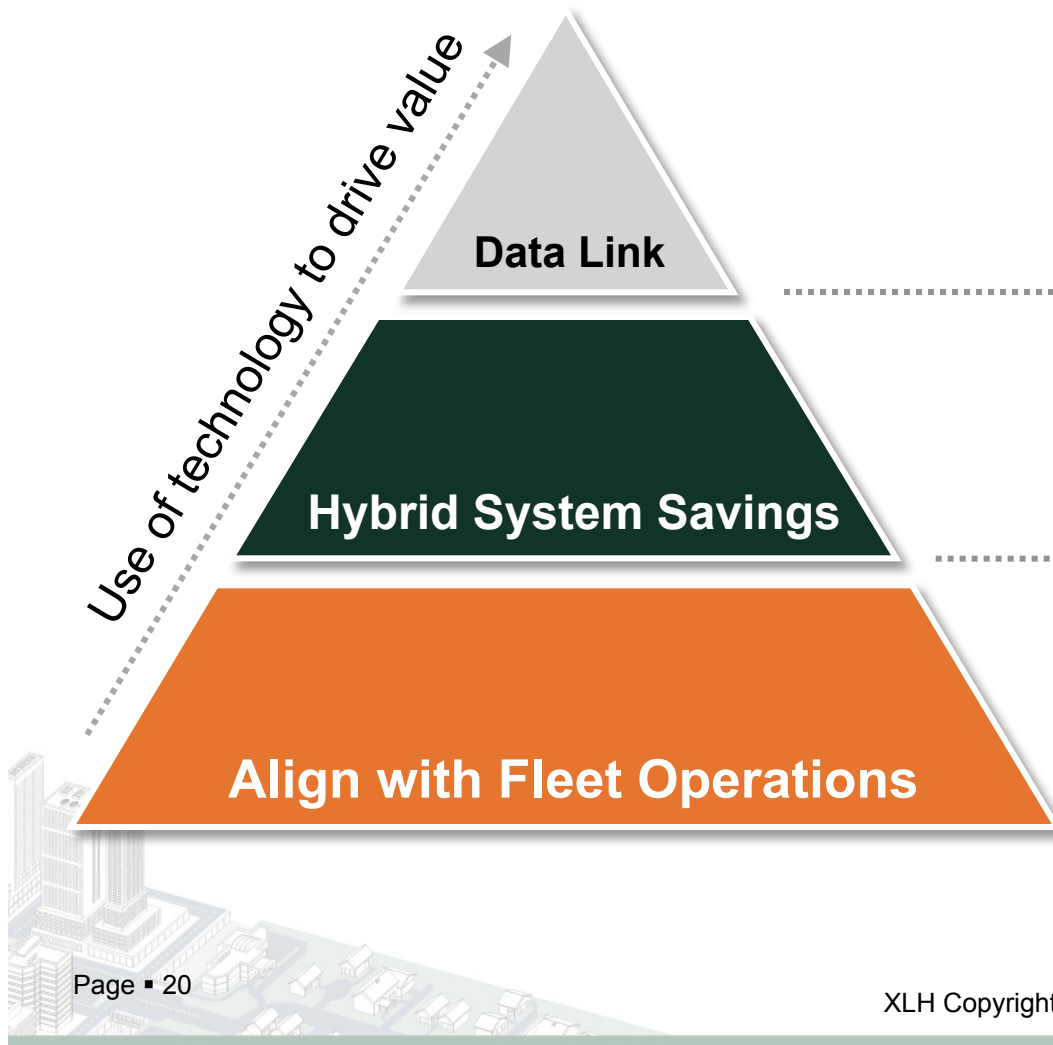 Use of technology to drive value
Data Link
Hybrid System Savings
Align with Fleet Operations
Page ▪ 20
XLH Copyright